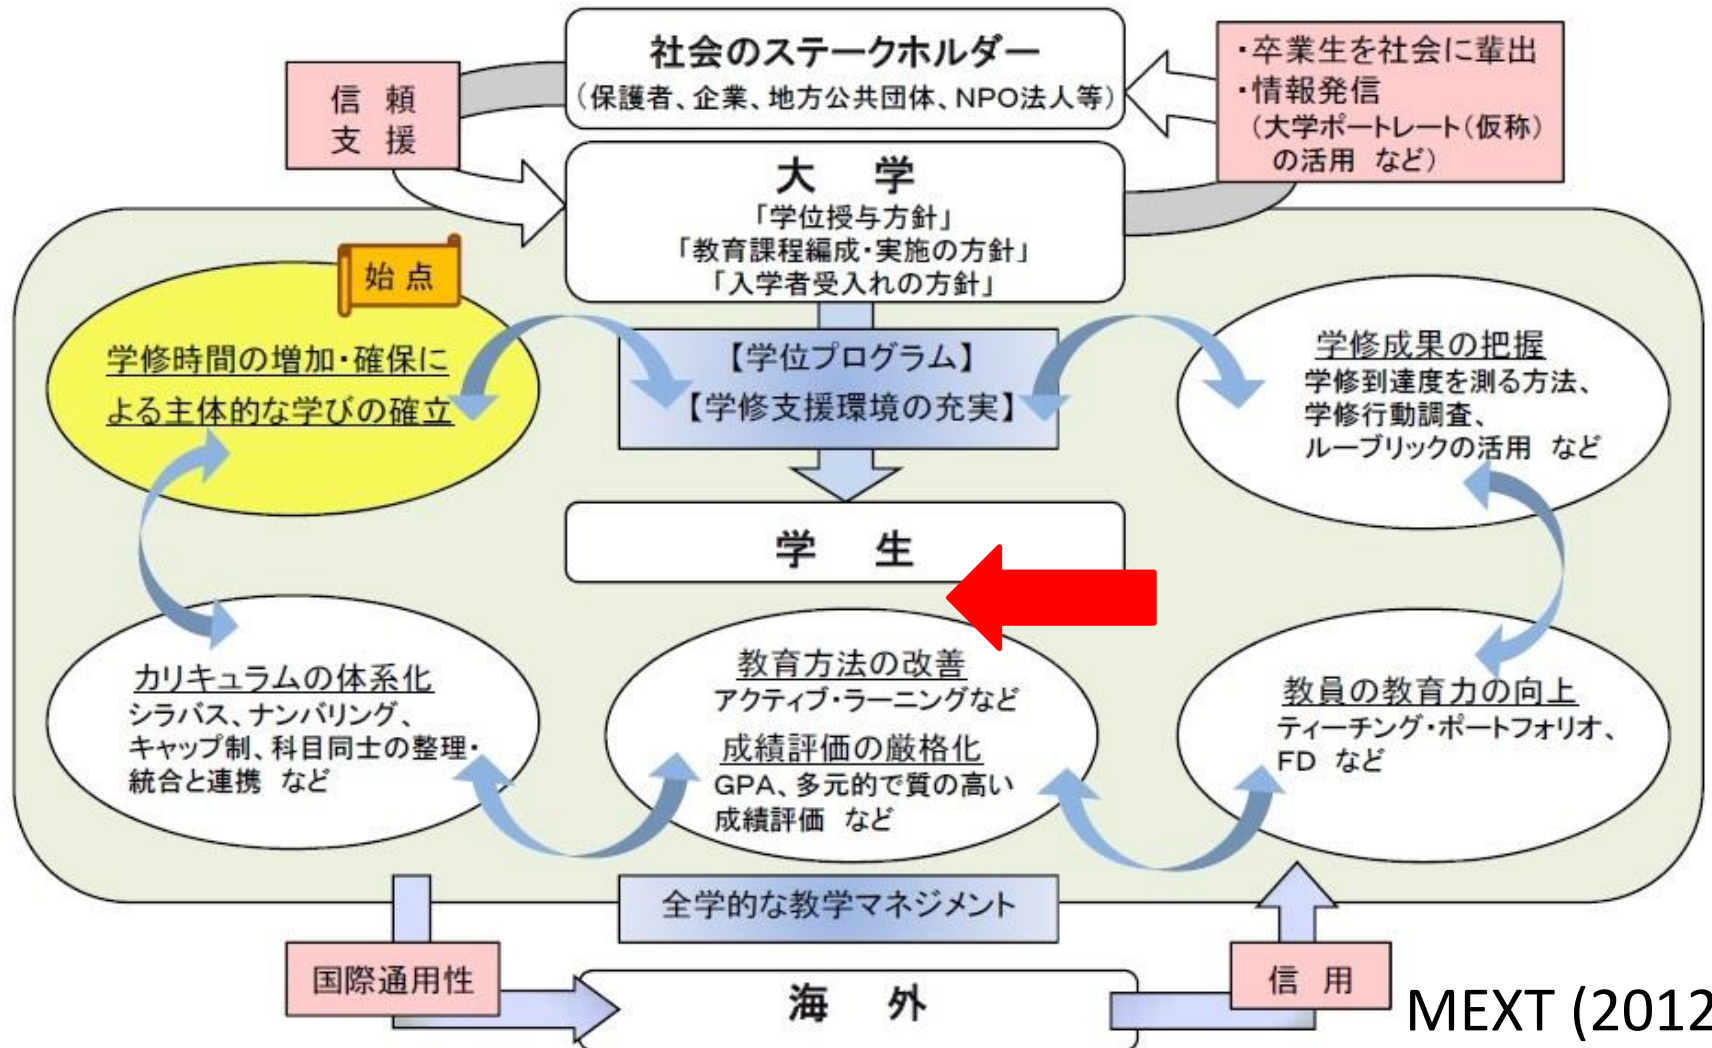 社会のステークホルダー
(保護者、企業、地方公共団体、NPO法人等)
信 頼
支 援
・卒業生を社会に輩出
・情報発信
(大学ポートレート(仮称)
の活用 など)
大 学
「学位授与方針」
「教育課程編成・実施の方針」
「入学者受入れの方針」
始 点
学修時間の増加・確保に
よる主体的な学びの確立
【学位プログラム】
【学修支援環境の充実】
学修成果の把握
学修到達度を測る方法、
学修行動調査、
ルーブリックの活用 など
学 生
カリキュラムの体系化
シラバス、ナンバリング、
キャップ制、科目同士の整理・
統合と連携 など
教育方法の改善
アクティブ・ラーニングなど
成績評価の厳格化
GPA、多元的で質の高い
成績評価 など
教員の教育力の向上
ティーチング・ポートフォリオ、
FD など
全学的な教学マネジメント
国際通用性
海 外
信 用
MEXT (2012